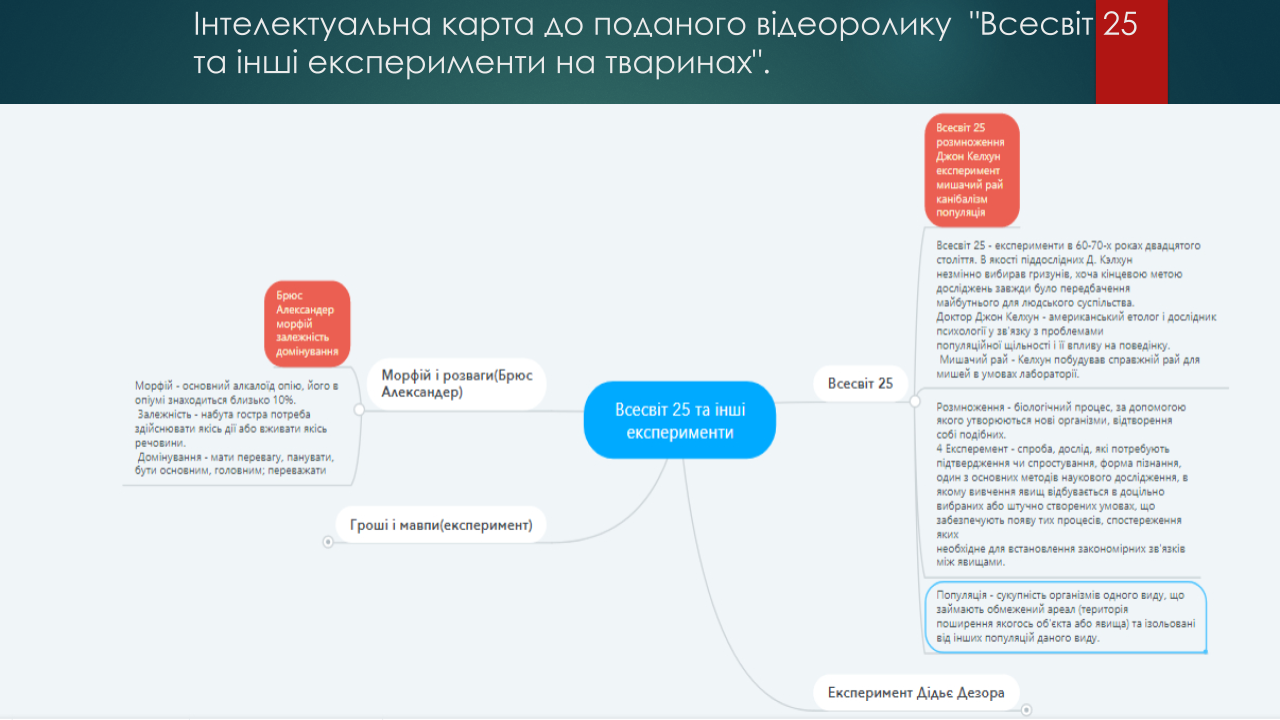 Інтелектуальна карта до поданого відеоролику "Всесвіт 25
та інші експерименти на тваринах".
Брюс
Александер
морфій
залежність
домінування
Морфій і розваги(Брюс
Александер)
Морфій - основний алкалоїд опію, його в
опіумі знаходиться близько 10%.
Залежність - набута гостра потреба
здійснювати якісь дії або вживати якісь
речовини.
Домінування - мати перевагу, панувати,
бути основним, головним; переважати
Гроші і мавпи(експеримент)
Всесвіт 25 та інші
експерименти
Всесвіт 25
Всесвіт 25
розмноження
Джон Келхун
експеримент
мишачий рай
канібалізм
популяція
Всесвіт 25 - експерименти в 60-70-х роках двадцятого
століття. В якості піддослідних Д. Кэлхун
незмінно вибирав гризунів, хоча кінцевою метою
досліджень завжди було передбачення
майбутнього для людського суспільства.
Доктор Джон Келхун - американський етолог і дослідник
психології у зв'язку з проблемами
популяційної щільності і її впливу на поведінку.
Мишачий рай - Келхун побудував справжній рай для
мишей в умовах лабораторії.
Розмноження - біологічний процес, за допомогою
якого утворюються нові організми, відтворення
собі подібних.
4 Експеремент - спроба, дослід, які потребують
підтвердження чи спростування, форма пізнання,
один з основних методів наукового дослідження, в
якому вивчення явищ відбувається в доцільно
вибраних або штучно створених умовах, що
забезпечують появу тих процесів, спостереження
яких
необхідне для встановлення закономірних зв'язків
між явищами.
Популяція - сукупність організмів одного виду, що
займають обмежений ареал (територія
поширення якогось об'єкта або явища) та ізольовані
від інших популяцій даного виду.
Експеримент Дідьє Дезора